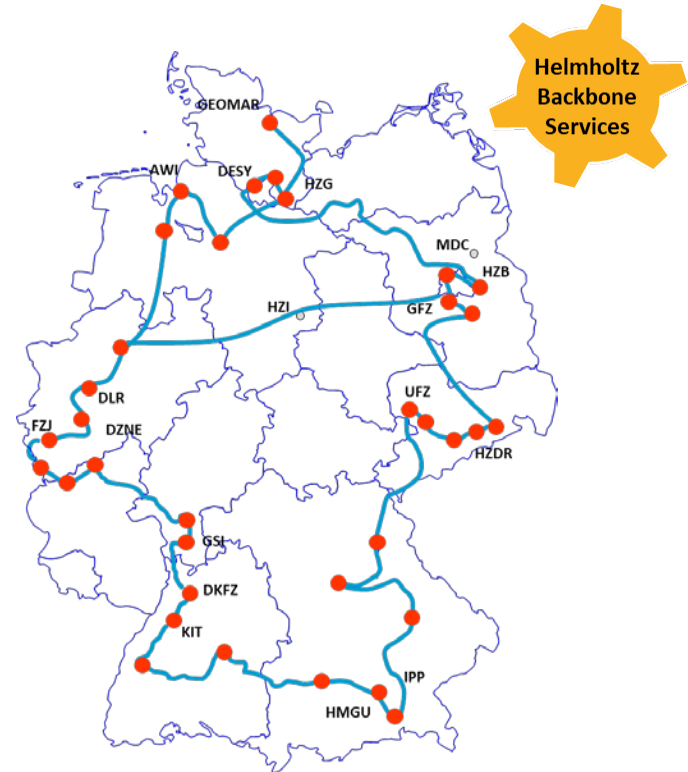 Helmholtz
Backbone
Services
GEOMAR
AWI
DESY
HZG
MDC
HZB
HZI
GFZ
DLR
UFZ
FZJ
DZNE
HZDR
GSI
DKFZ
KIT
IPP
HMGU